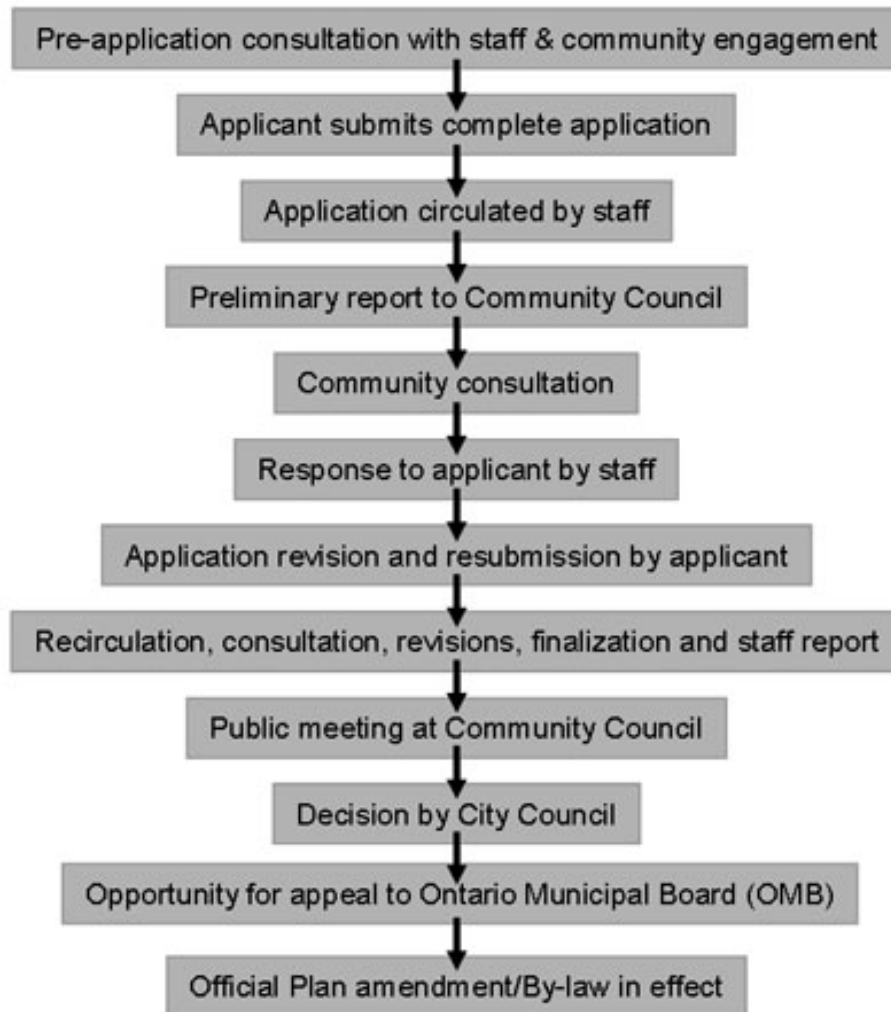 Pre-application consultation with staff & community engagement
Applicant submits complete application
Application circulated by staff
Preliminary report to Community Council
Community consultation
Response to applicant by staff
Application revision and resubmission by applicant
Recirculation, consultation, revisions, finalization and staff report
Public meeting at Community Council
Decision by City Council
Opportunity for appeal to Ontario Municipal Board (OMB)
Official Plan amendment/By-law in effect